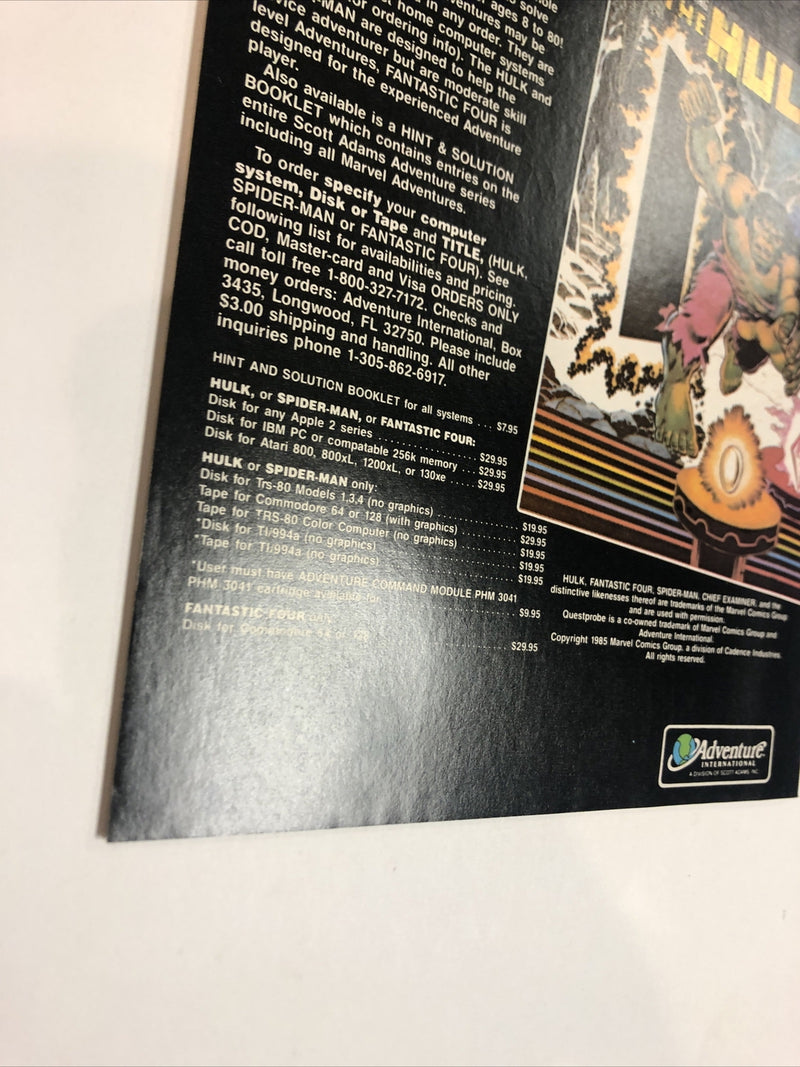 solve
ages 8 to 80!
ventures may be
in any order. They are
home computer systems
or ordering info). The HULK and
MAN are designed to help the
vice adventurer but are moderate skill
level Adventures, FANTASTIC FOUR is
designed for the experienced Adventure
player.
Also available is a HINT & SOLUTION
BOOKLET which contains entries on the
entire Scott Adams Adventure series
including all Marvel Adventures.
To order specify your computer
system, Disk or Tape and TITLE, (HULK,
SPIDER-MAN or FANTASTIC FOUR). See
following list for availabilities and pricing.
COD, Master-card and Visa ORDERS ONLY
call toll free 1-800-327-7172. Checks and
money orders: Adventure International, Box
3435, Longwood, FL 32750. Please include
$3.00 shipping and handling. All other
inquiries phone 1-305-862-6917.
HINT AND SOLUTION BOOKLET for all systems . . . $7.95
HULK, or SPIDER-MAN, or FANTASTIC FOUR:
Disk for any Apple 2 series . . . . . . . . . . . . . . . . $29.95
Disk for IBM PC or compatable 256k memory . . . $29.95
Disk for Atari 800, 800xL, 1200xL, or 130xe . . . . . $29.95
HULK or SPIDER-MAN only:
Disk for Trs-80 Models 1,3,4 (no graphics) . . . . . . . . . . . . $19.95
Tape for Commodore 64 or 128 (with graphics) . . . . . . . . . . $29.95
Tape for TRS-80 Color Computer (no graphics) . . . . . . . . . . $19.95
*Disk for TI/994a (no graphics) . . . . . . . . . . . . . . . . . $19.95
*Tape for TI/994a (no graphics) . . . . . . . . . . . . . . . . . $19.95
*User must have ADVENTURE COMMAND MODULE PHM 3041
PHM 3041 cartridge available for . . . . . . . . . . . . . . . . . $9.95
FANTASTIC FOUR only:
Disk for Commodore 64 or 128 . . . . . . . . . . . . . . . . . $29.95
THE HUL
HULK, FANTASTIC FOUR, SPIDER-MAN, CHIEF EXAMINER, and the
distinctive likenesses thereof are trademarks of the Marvel Comics Group
and are used with permission.
Questprobe is a co-owned trademark of Marvel Comics Group and
Adventure International.
Copyright 1985 Marvel Comics Group, a division of Cadence Industries.
All rights reserved.
Adventure
INTERNATIONAL
A DIVISION OF SCOTT ADAMS, INC.